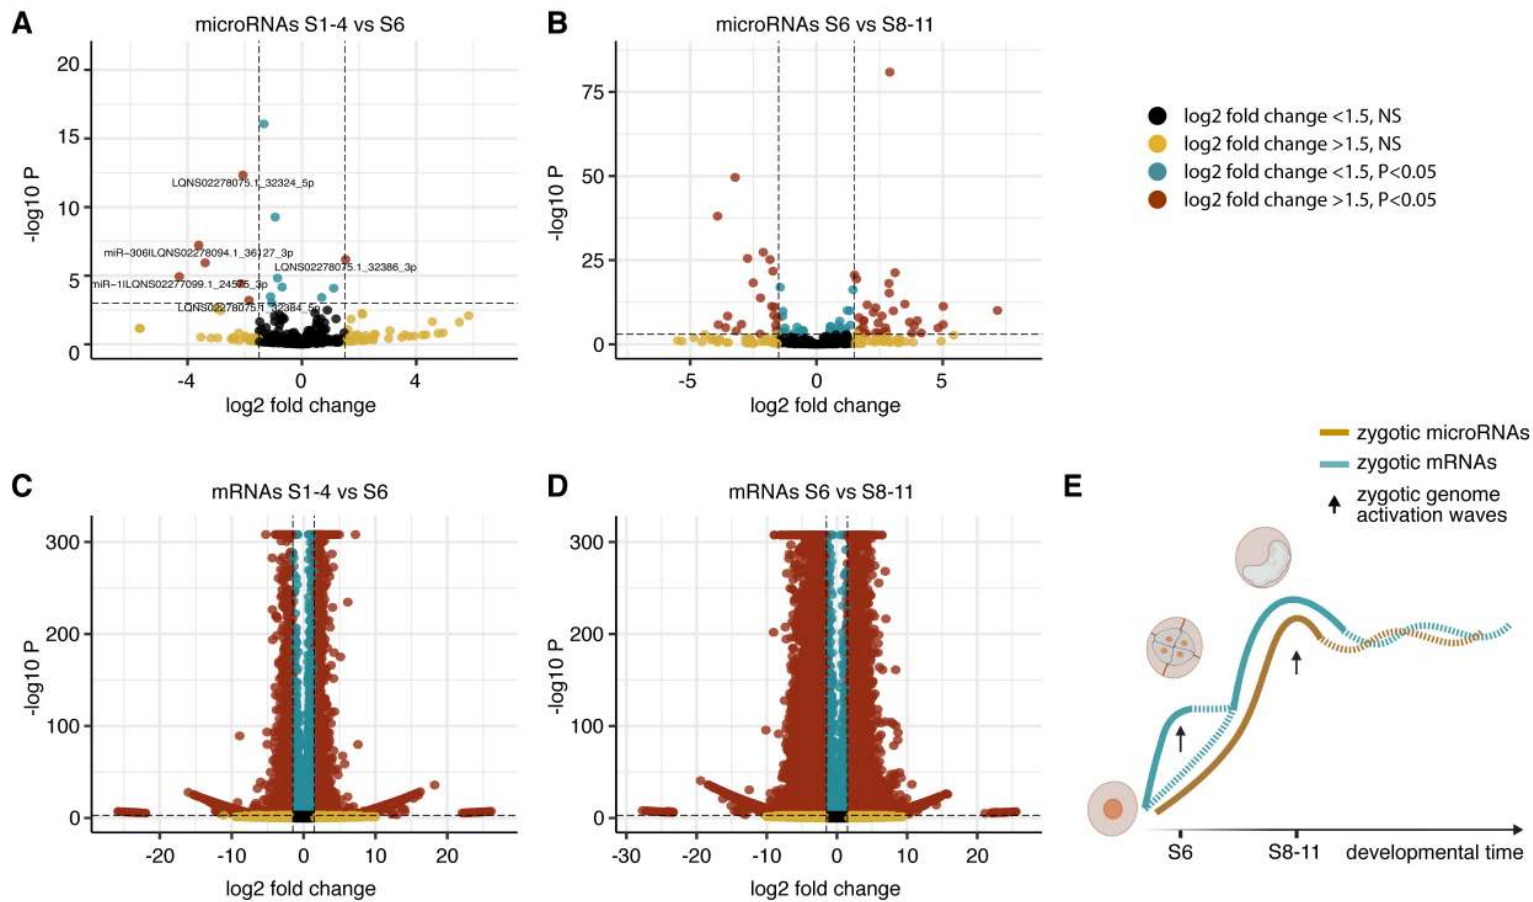 A
microRNAs S1-4 vs S6
-log10 P
20
15
10
5
0
LQNS02278075.1_32324_5p
miR-306lLQNS02278094.1_36127_3p
LQNS02278075.1_32386_3p
miR-1lLQNS02277099.1_24575_3p
LQNS02278075.1_32384_5p
-4
0
4
log2 fold change
B
microRNAs S6 vs S8-11
-log10 P
75
50
25
0
-5
0
5
log2 fold change
log2 fold change <1.5, NS
log2 fold change >1.5, NS
log2 fold change <1.5, P<0.05
log2 fold change >1.5, P<0.05
C
mRNAs S1-4 vs S6
-log10 P
300
200
100
0
-20
-10
0
10
20
log2 fold change
D
mRNAs S6 vs S8-11
-log10 P
300
200
100
0
-30
-20
-10
0
10
20
log2 fold change
E
zygotic microRNAs
zygotic mRNAs
zygotic genome
activation waves
S6
S8-11
developmental time